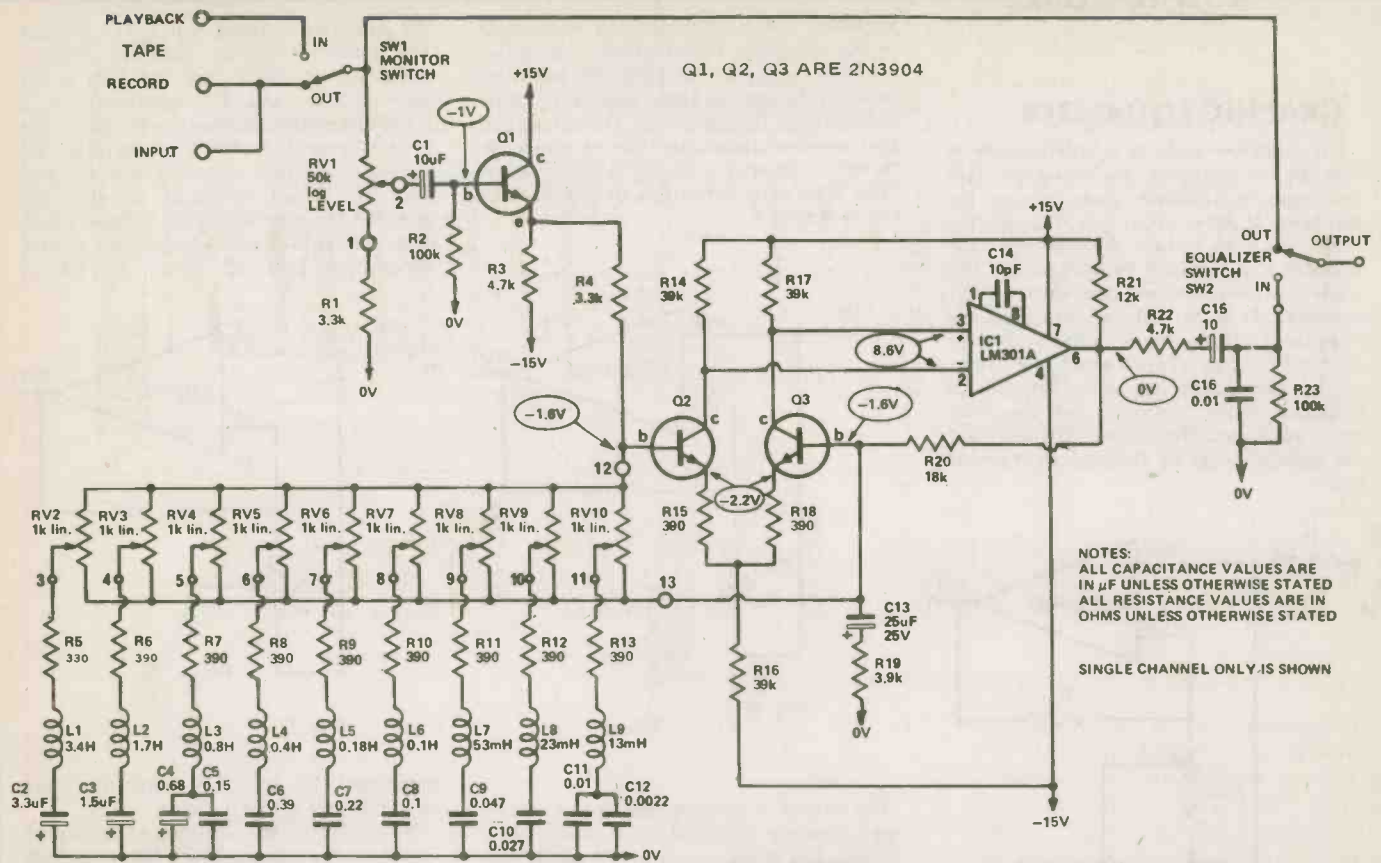 PLAYBACK
TAPE
IN
SW1
MONITOR
SWITCH
RECORD
OUT
INPUT
Q1, Q2, Q3 ARE 2N3904
+15V
-1V
Q1
C1
10uF
+
c
b
e
RV1
50k
log
LEVEL
2
1
R2
100k
R3
4.7k
R4
3.3k
R1
3.3k
0V
0V
-15V
+15V
R14
39k
R17
39k
C14
10pF
1
8
3
+
IC1
LM301A
-
2
7
6
4
8.6V
R21
12k
R22
4.7k
C15
10
+
0V
C16
0.01
R23
100k
0V
OUT
OUTPUT
EQUALIZER
SWITCH
SW2
IN
-1.6V
Q2
c
b
Q3
c
b
-1.6V
12
R20
18k
-2.2V
R15
390
R18
390
RV2
1k lin.
RV3
1k lin.
RV4
1k lin.
RV5
1k lin.
RV6
1k lin.
RV7
1k lin.
RV8
1k lin.
RV9
1k lin.
RV10
1k lin.
3
4
5
6
7
8
9
10
11
13
C13
25uF
25V
+
R19
3.9k
0V
R16
39k
-15V
NOTES:
ALL CAPACITANCE VALUES ARE
IN µF UNLESS OTHERWISE STATED
ALL RESISTANCE VALUES ARE IN
OHMS UNLESS OTHERWISE STATED
SINGLE CHANNEL ONLY IS SHOWN
R5
330
R6
390
R7
390
R8
390
R9
390
R10
390
R11
390
R12
390
R13
390
L1
3.4H
L2
1.7H
L3
0.8H
L4
0.4H
L5
0.18H
L6
0.1H
L7
53mH
L8
23mH
L9
13mH
C2
3.3uF
+
C3
1.5uF
+
C4
0.68
+
C5
0.15
C6
0.39
C7
0.22
C8
0.1
C9
0.047
C10
0.027
C11
0.01
C12
0.0022
0V